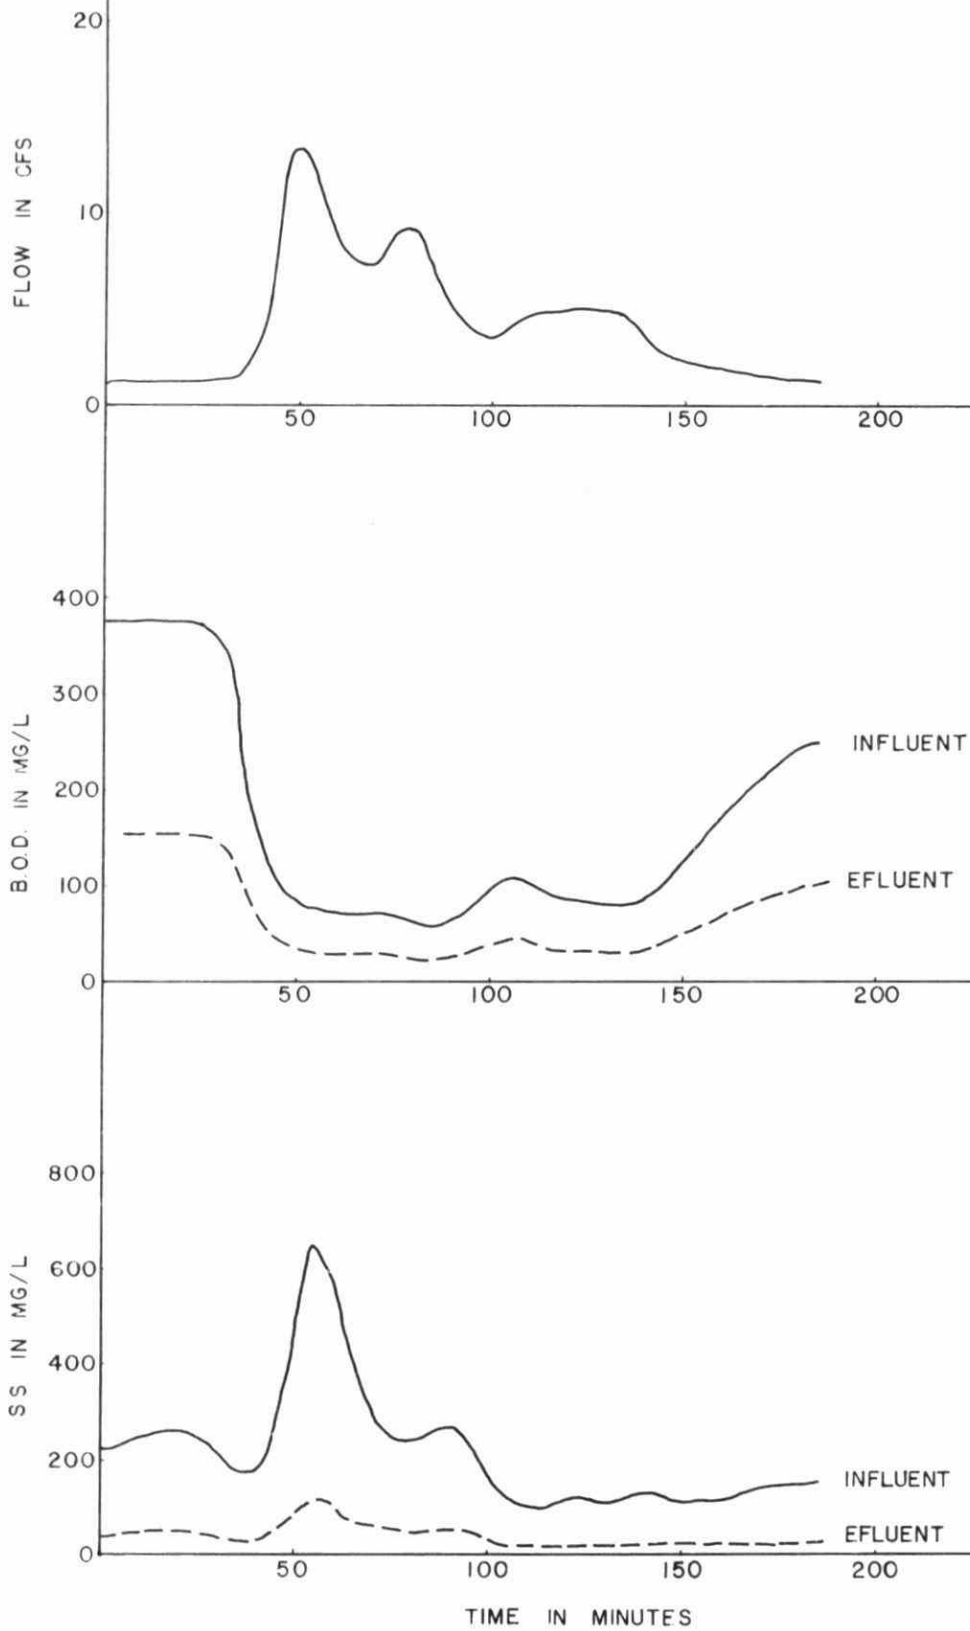 20
10
0
FLOW IN CFS
50 100 150 200
400
300
200
100
0
B.O.D. IN MG/L
INFLUENT
EFLUENT
50 100 150 200
800
600
400
200
0
SS IN MG/L
INFLUENT
EFLUENT
50 100 150 200
TIME IN MINUTES